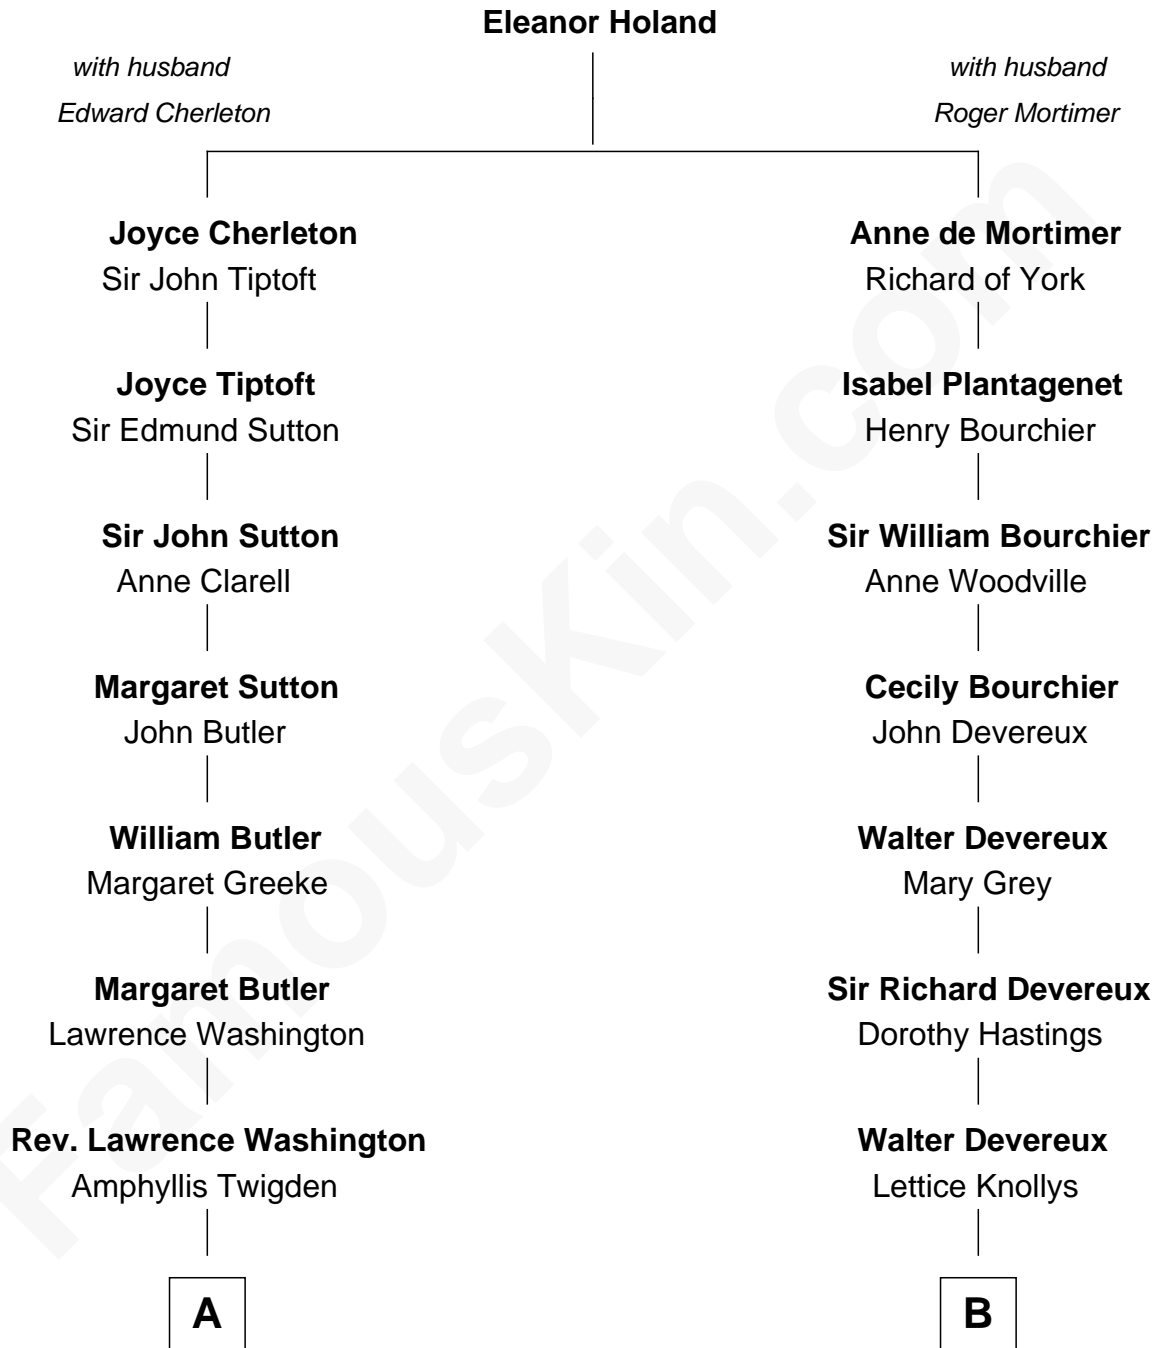 Eleanor Holand
with husband
Edward Cherleton
with husband
Roger Mortimer
Joyce Cherleton
Sir John Tiptoft
Anne de Mortimer
Richard of York
Joyce Tiptoft
Sir Edmund Sutton
Isabel Plantagenet
Henry Bourchier
Sir John Sutton
Anne Clarell
Sir William Bourchier
Anne Woodville
Margaret Sutton
John Butler
Cecily Bourchier
John Devereux
William Butler
Margaret Greeke
Walter Devereux
Mary Grey
Margaret Butler
Lawrence Washington
Sir Richard Devereux
Dorothy Hastings
Rev. Lawrence Washington
Amphyllis Twigden
Walter Devereux
Lettice Knollys
A
B
FamousKin.com